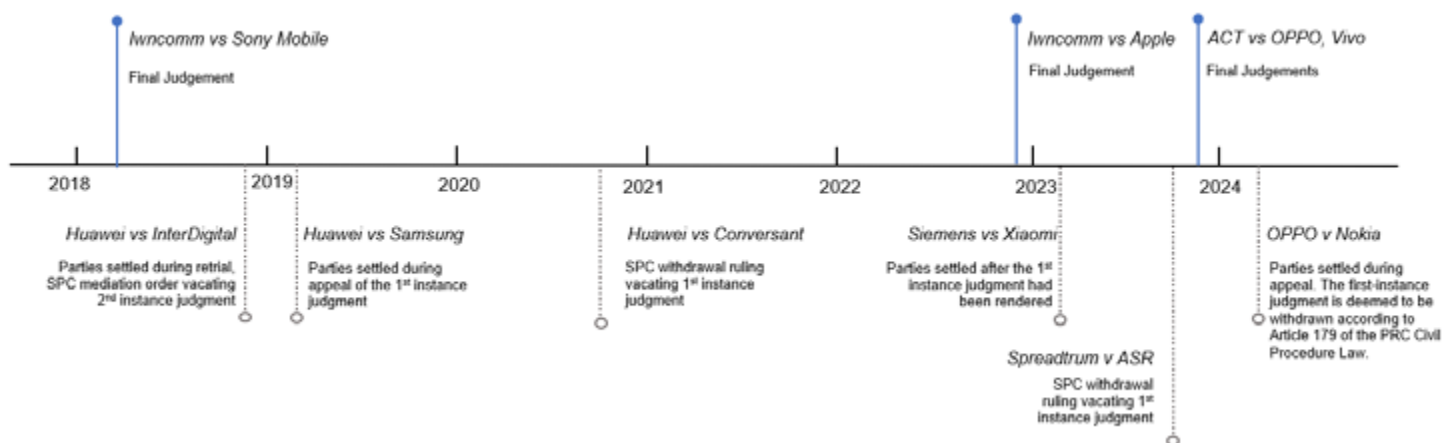 Iwncomm vs Sony Mobile
Final Judgement
Iwncomm vs Apple
Final Judgement
ACT vs OPPO, Vivo
Final Judgements
2018
2019
2020
2021
2022
2023
2024
Huawei vs InterDigital
Parties settled during retrial,
SPC mediation order vacating
2nd instance judgment
Huawei vs Samsung
Parties settled during
appeal of the 1st instance
judgment
Huawei vs Conversant
SPC withdrawal ruling
vacating 1st instance
judgment
Siemens vs Xiaomi
Parties settled after the 1st
instance judgment had
been rendered
Spreadtrum v ASR
SPC withdrawal
ruling vacating 1st
instance judgment
OPPO v Nokia
Parties settled during
appeal. The first-instance
judgment is deemed to be
withdrawn according to
Article 179 of the PRC Civil
Procedure Law.